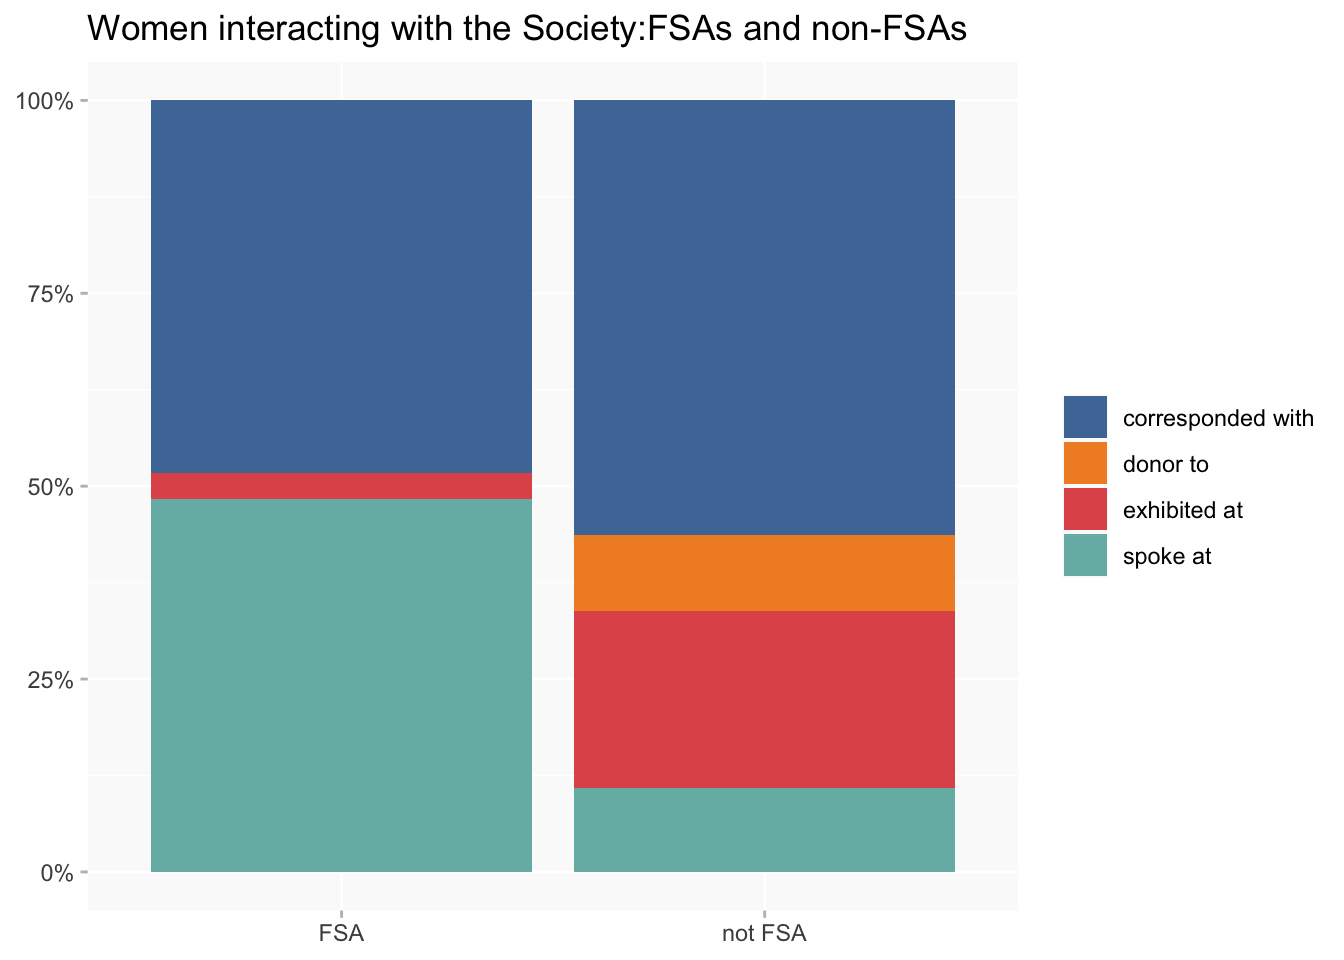 Women interacting with the Society:FSAs and non-FSAs
100%
75%
50%
25%
0%
FSA
not FSA
corresponded with
donor to
exhibited at
spoke at